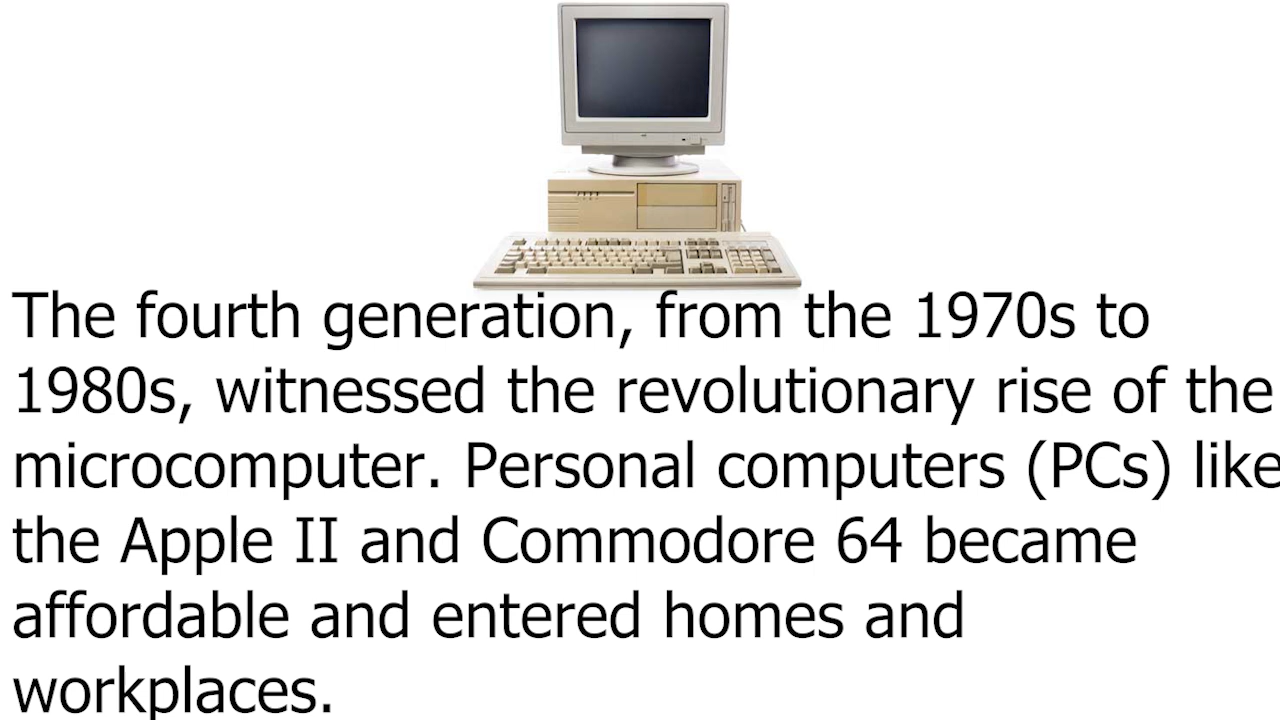 The fourth generation, from the 1970s to
1980s, witnessed the revolutionary rise of the
microcomputer. Personal computers (PCs) like
the Apple II and Commodore 64 became
affordable and entered homes and
workplaces.